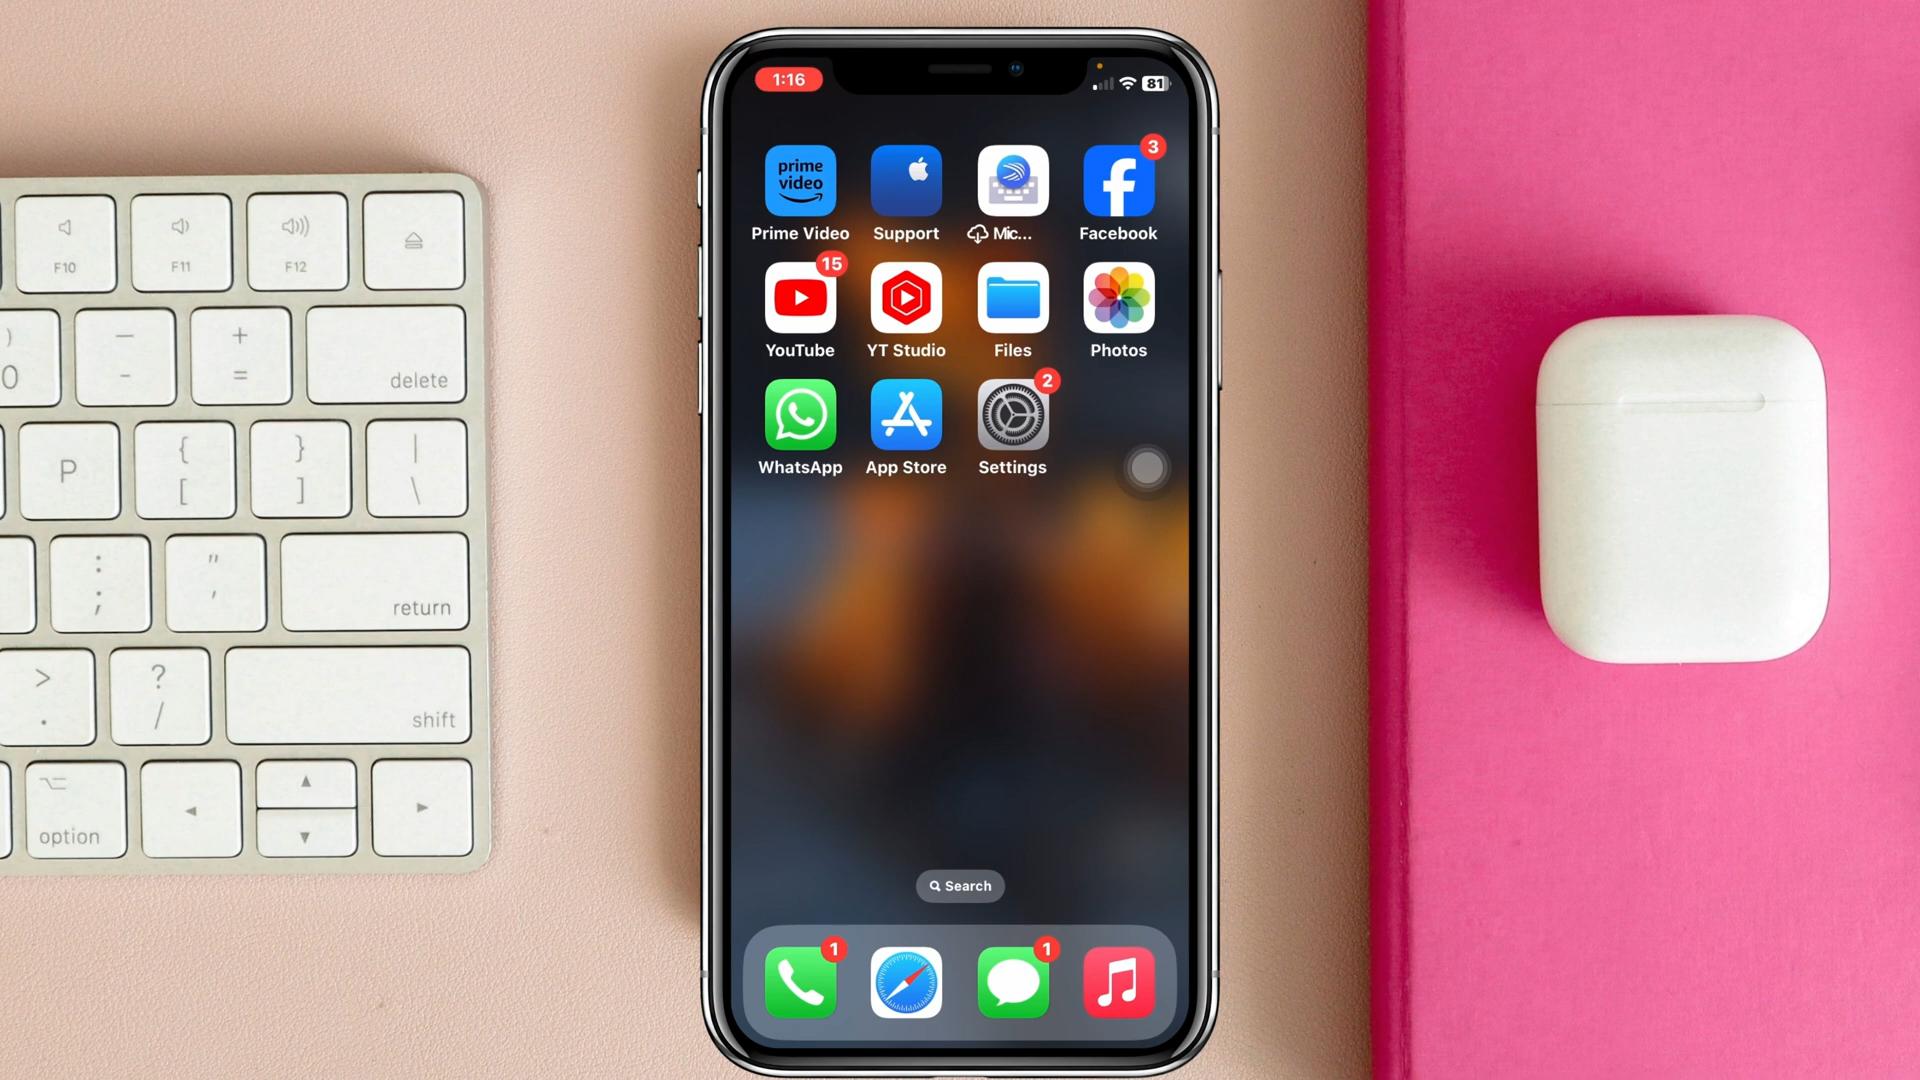 1:16
81
prime
video
Prime Video
Support
Mic...
3
Facebook
15
YouTube
YT Studio
Files
Photos
WhatsApp
App Store
2
Settings
Search
1
1
F10
F11
F12
)
0
—
-
+
=
delete
P
{
[
}
]
|
\
:
;
"
'
return
>
.
?
/
shift
option